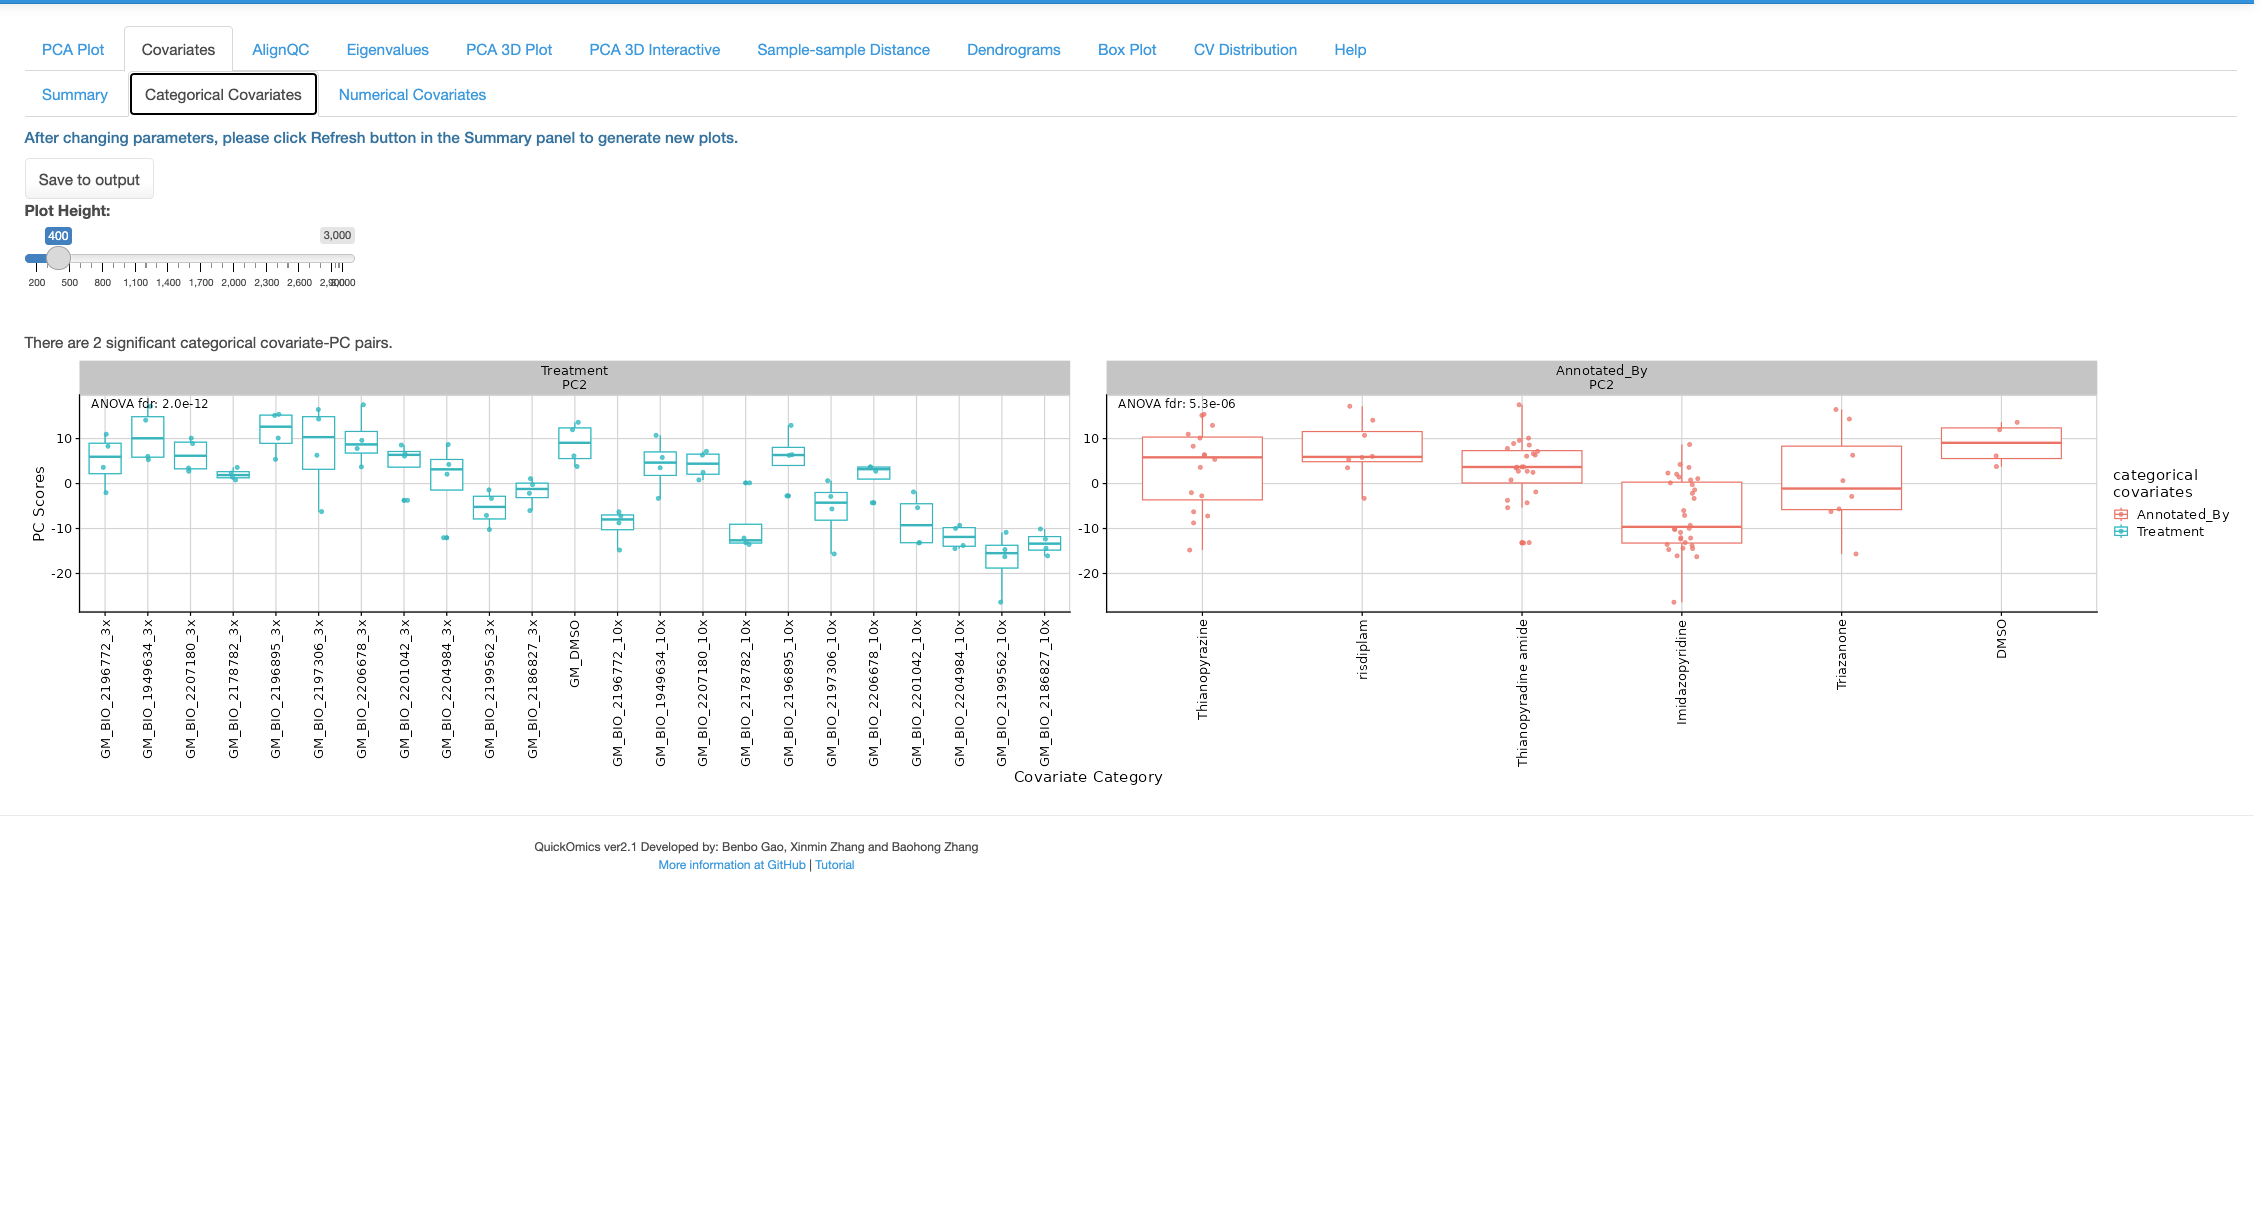 PCA Plot Covariates AlignQC Eigenvalues PCA 3D Plot PCA 3D Interactive Sample-sample Distance Dendrograms Box Plot CV Distribution Help
Summary Categorical Covariates Numerical Covariates
After changing parameters, please click Refresh button in the Summary panel to generate new plots.
Save to output
Plot Height:
400 3,000
200 500 800 1,100 1,400 1,700 2,000 2,300 2,600 2,900 3,000
There are 2 significant categorical covariate-PC pairs.
Treatment
PC2
ANOVA fdr: 2.0e-12
PC Scores
10
0
-10
-20
GM_BIO_2196772_3x
GM_BIO_1949634_3x
GM_BIO_2207180_3x
GM_BIO_2178782_3x
GM_BIO_2196895_3x
GM_BIO_2197306_3x
GM_BIO_2206678_3x
GM_BIO_2201042_3x
GM_BIO_2204984_3x
GM_BIO_2199562_3x
GM_BIO_2186827_3x
GM_DMSO
GM_BIO_2196772_10x
GM_BIO_1949634_10x
GM_BIO_2207180_10x
GM_BIO_2178782_10x
GM_BIO_2196895_10x
GM_BIO_2197306_10x
GM_BIO_2206678_10x
GM_BIO_2201042_10x
GM_BIO_2204984_10x
GM_BIO_2199562_10x
GM_BIO_2186827_10x
Annotated_By
PC2
ANOVA fdr: 5.3e-06
10
0
-10
-20
Thianopyrazine
risdiplam
Thianopyradine amide
Imidazopyridine
Triazanone
DMSO
Covariate Category
categorical
covariates
Annotated_By
Treatment
QuickOmics ver2.1 Developed by: Benbo Gao, Xinmin Zhang and Baohong Zhang
More information at GitHub | Tutorial